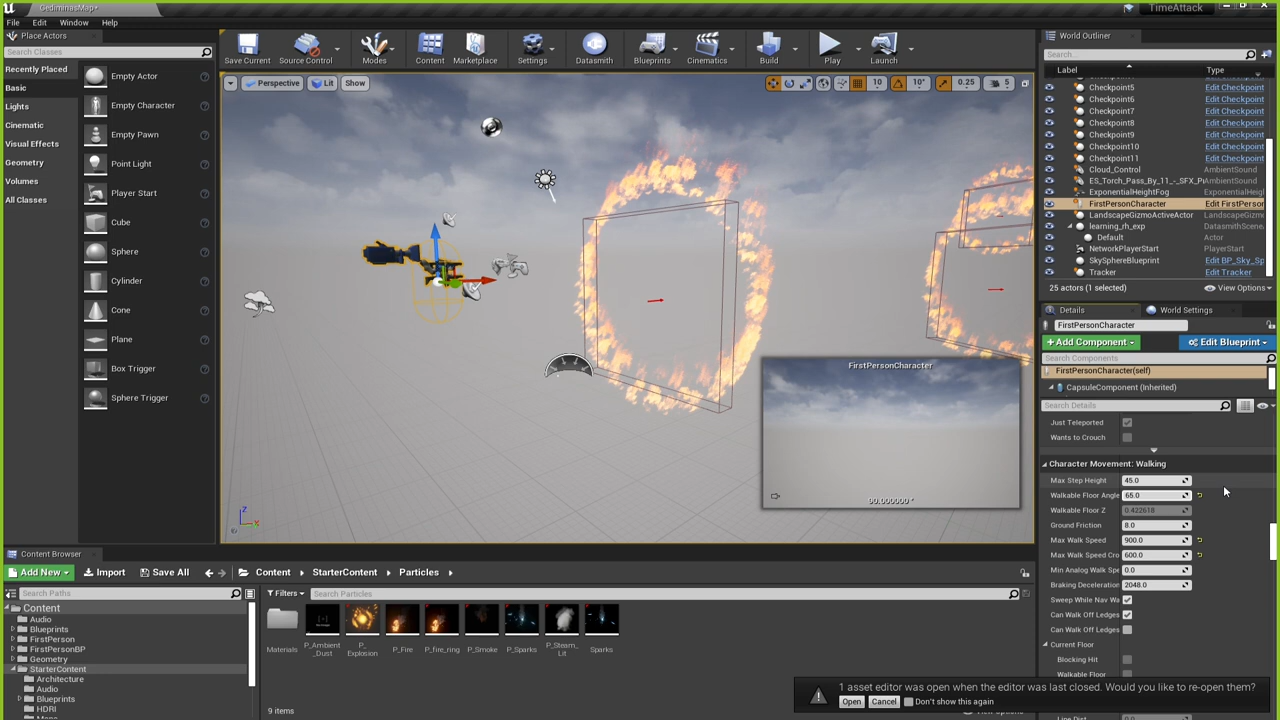 GediminasMap*
TimeAttack
File Edit Window Help
Place Actors
Search Classes
Recently Placed
Basic
Lights
Cinematic
Visual Effects
Geometry
Volumes
All Classes
Empty Actor
Empty Character
Empty Pawn
Point Light
Player Start
Cube
Sphere
Cylinder
Cone
Plane
Box Trigger
Sphere Trigger
Save Current Source Control Modes Content Marketplace Settings Datasmith Blueprints Cinematics Build Play Launch
Perspective Lit Show
10 10° 0.25 5
FirstPersonCharacter
90.000000 °
World Outliner
Search...
Label Type
Checkpoint5 Edit Checkpoint
Checkpoint6 Edit Checkpoint
Checkpoint7 Edit Checkpoint
Checkpoint8 Edit Checkpoint
Checkpoint9 Edit Checkpoint
Checkpoint10 Edit Checkpoint
Checkpoint11 Edit Checkpoint
Cloud_Control AmbientSound
ES_Torch_Pass_By_11_-_SFX_Pr AmbientSound
ExponentialHeightFog ExponentialHeigl
FirstPersonCharacter Edit FirstPerson
LandscapeGizmoActiveActor LandscapeGizmo
learning_rh_exp DatasmithScene
Default Actor
NetworkPlayerStart PlayerStart
SkySphereBlueprint Edit BP_Sky_Sp
Tracker Edit Tracker
25 actors (1 selected) View Options
Details World Settings
FirstPersonCharacter
+Add Component Edit Blueprint
Search Components
FirstPersonCharacter(self)
CapsuleComponent (Inherited)
Search Details
Just Teleported
Wants to Crouch
Character Movement: Walking
Max Step Height 45.0
Walkable Floor Angle 65.0
Walkable Floor Z 0.422618
Ground Friction 8.0
Max Walk Speed 900.0
Max Walk Speed Cro 600.0
Min Analog Walk Spe 0.0
Braking Deceleration 2048.0
Sweep While Nav Wa
Can Walk Off Ledges
Can Walk Off Ledges
Current Floor
Blocking Hit
Walkable Floor
Content Browser
Add New Import Save All Content StarterContent Particles
Search Paths
Filters Search Particles
Content
Audio
Blueprints
FirstPerson
FirstPersonBP
Geometry
StarterContent
Architecture
Audio
Blueprints
HDRI
Materials P_Ambient_Dust P_Explosion P_Fire P_fire_ring P_Smoke P_Sparks P_Steam_Lit Sparks
9 items
1 asset editor was open when the editor was last closed. Would you like to re-open them?
Open Cancel Don't show this again